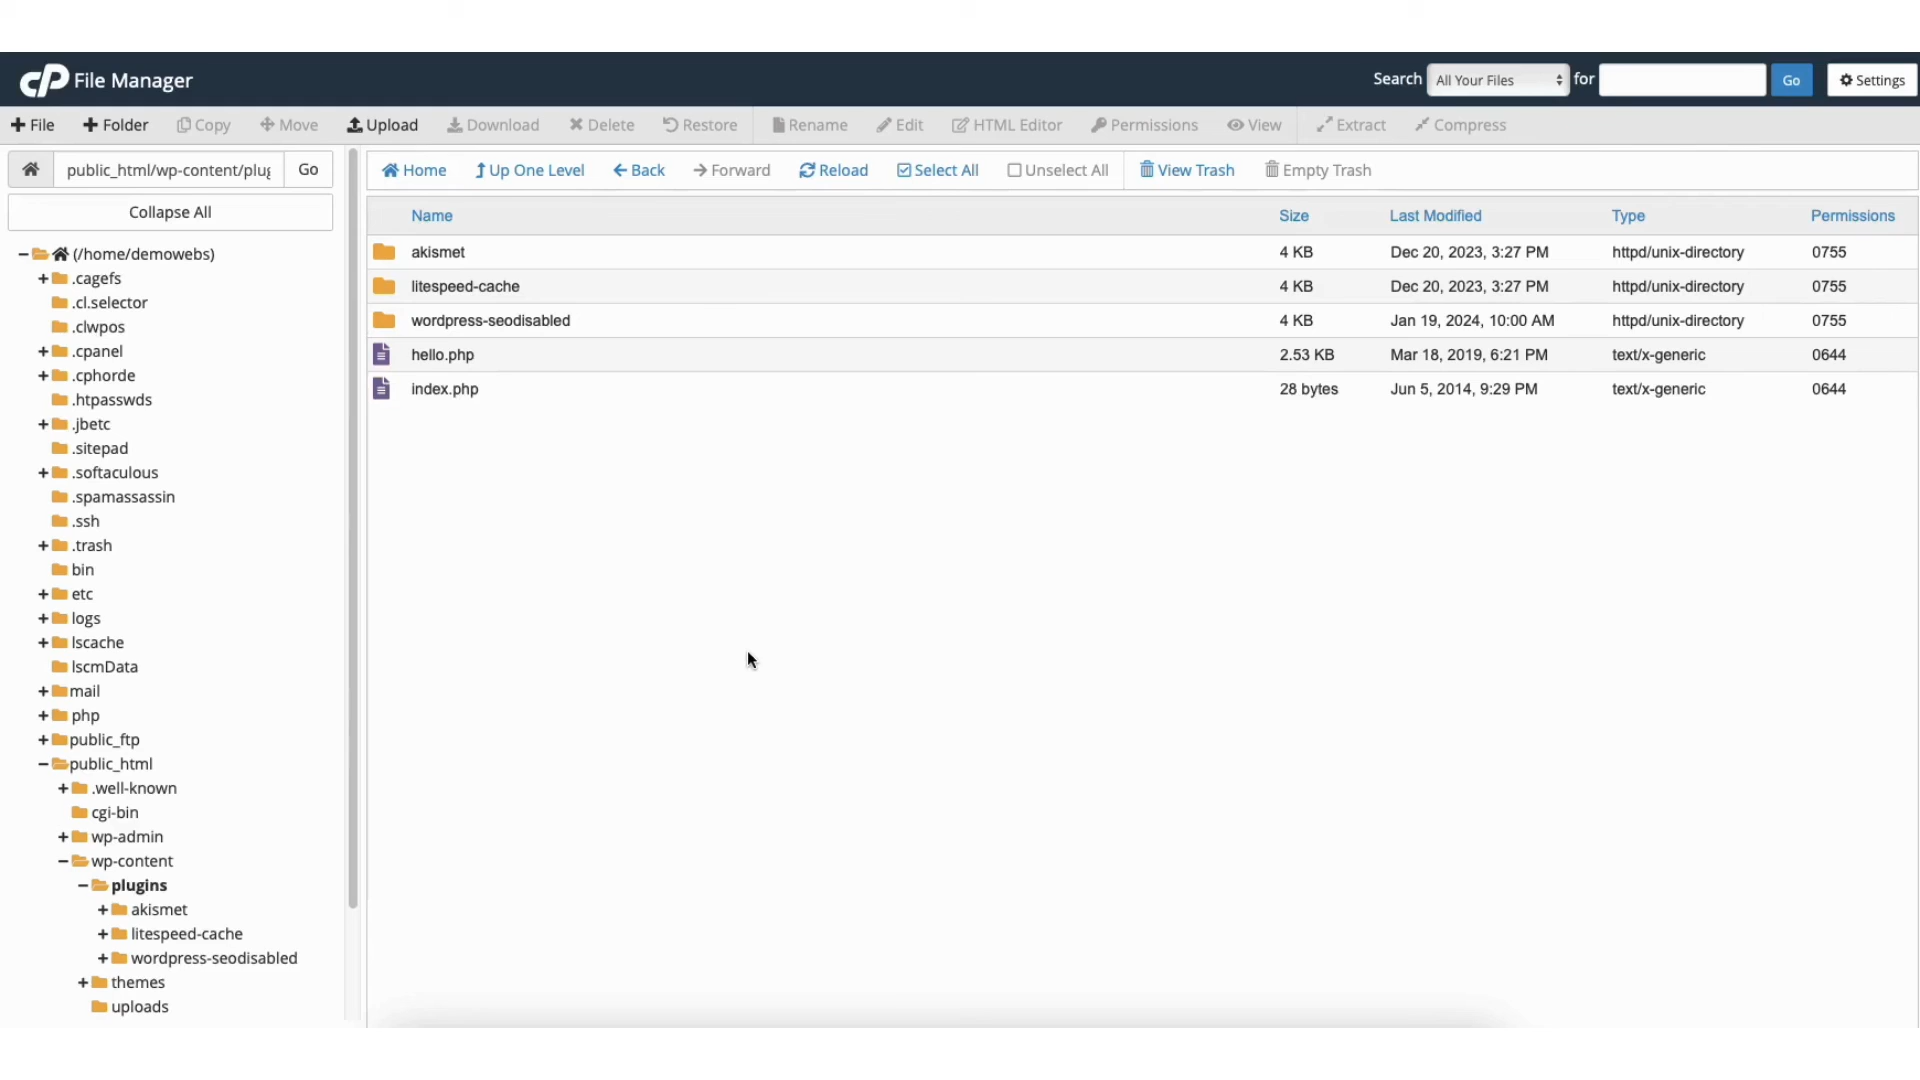 cP File Manager
Search All Your Files for Go Settings
File Folder Copy Move Upload Download Delete Restore Rename Edit HTML Editor Permissions View Extract Compress
public_html/wp-content/plug Go
Home Up One Level Back Forward Reload Select All Unselect All View Trash Empty Trash
Collapse All
(/home/demowebs)
.cagefs
.cl.selector
.clwpos
.cpanel
.cphorde
.htpasswds
.jbetc
.sitepad
.softaculous
.spamassassin
.ssh
.trash
bin
etc
logs
lscache
lscmData
mail
php
public_ftp
public_html
.well-known
cgi-bin
wp-admin
wp-content
plugins
akismet
litespeed-cache
wordpress-seodisabled
themes
uploads
Name Size Last Modified Type Permissions
akismet 4 KB Dec 20, 2023, 3:27 PM httpd/unix-directory 0755
litespeed-cache 4 KB Dec 20, 2023, 3:27 PM httpd/unix-directory 0755
wordpress-seodisabled 4 KB Jan 19, 2024, 10:00 AM httpd/unix-directory 0755
hello.php 2.53 KB Mar 18, 2019, 6:21 PM text/x-generic 0644
index.php 28 bytes Jun 5, 2014, 9:29 PM text/x-generic 0644